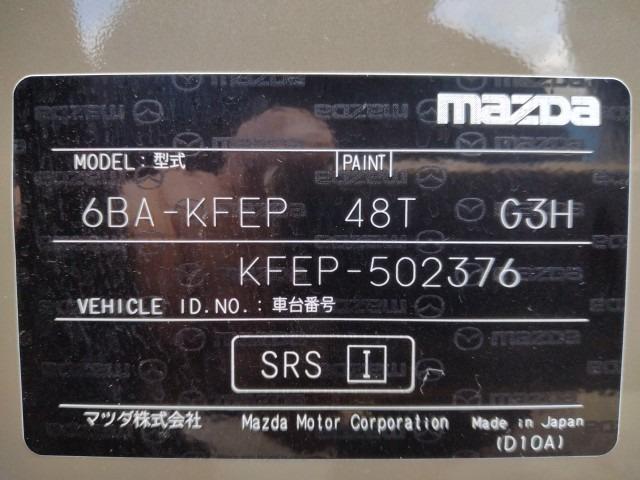 mazda
MODEL: 型式 PAINT
6BA-KFEP 48T G3H
KFEP-502376
VEHICLE ID.NO.: 車台番号
SRS I
マツダ株式会社 Mazda Motor Corporation Made in Japan
(D10A)